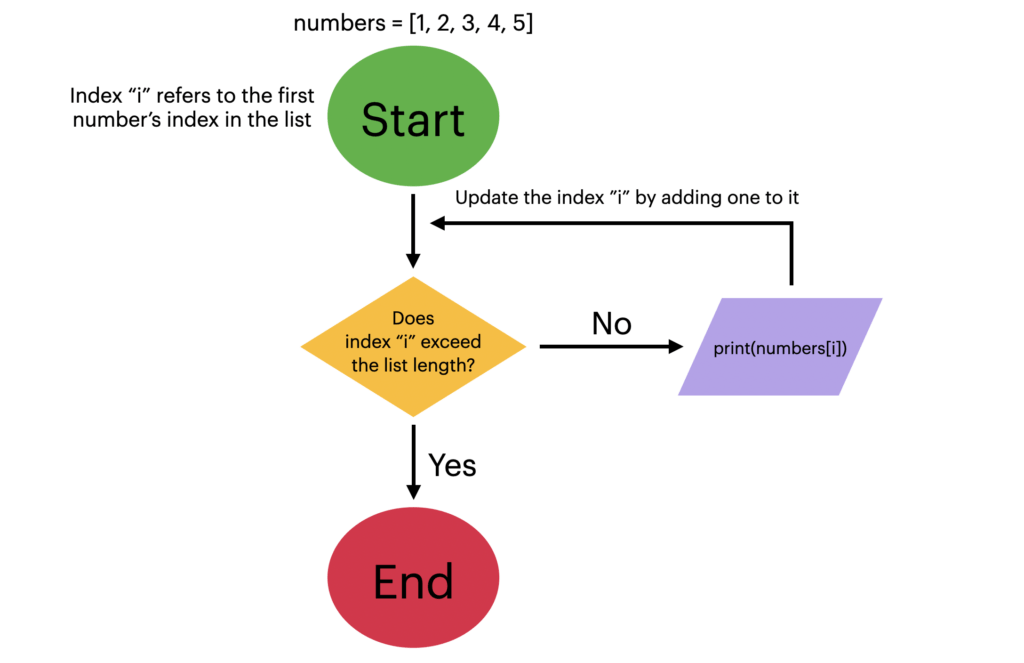 numbers = [1, 2, 3, 4, 5]
Index “i” refers to the first
number’s index in the list
Start
Update the index ”i” by adding one to it
Does
index “i” exceed
the list length?
No
print(numbers[i])
Yes
End